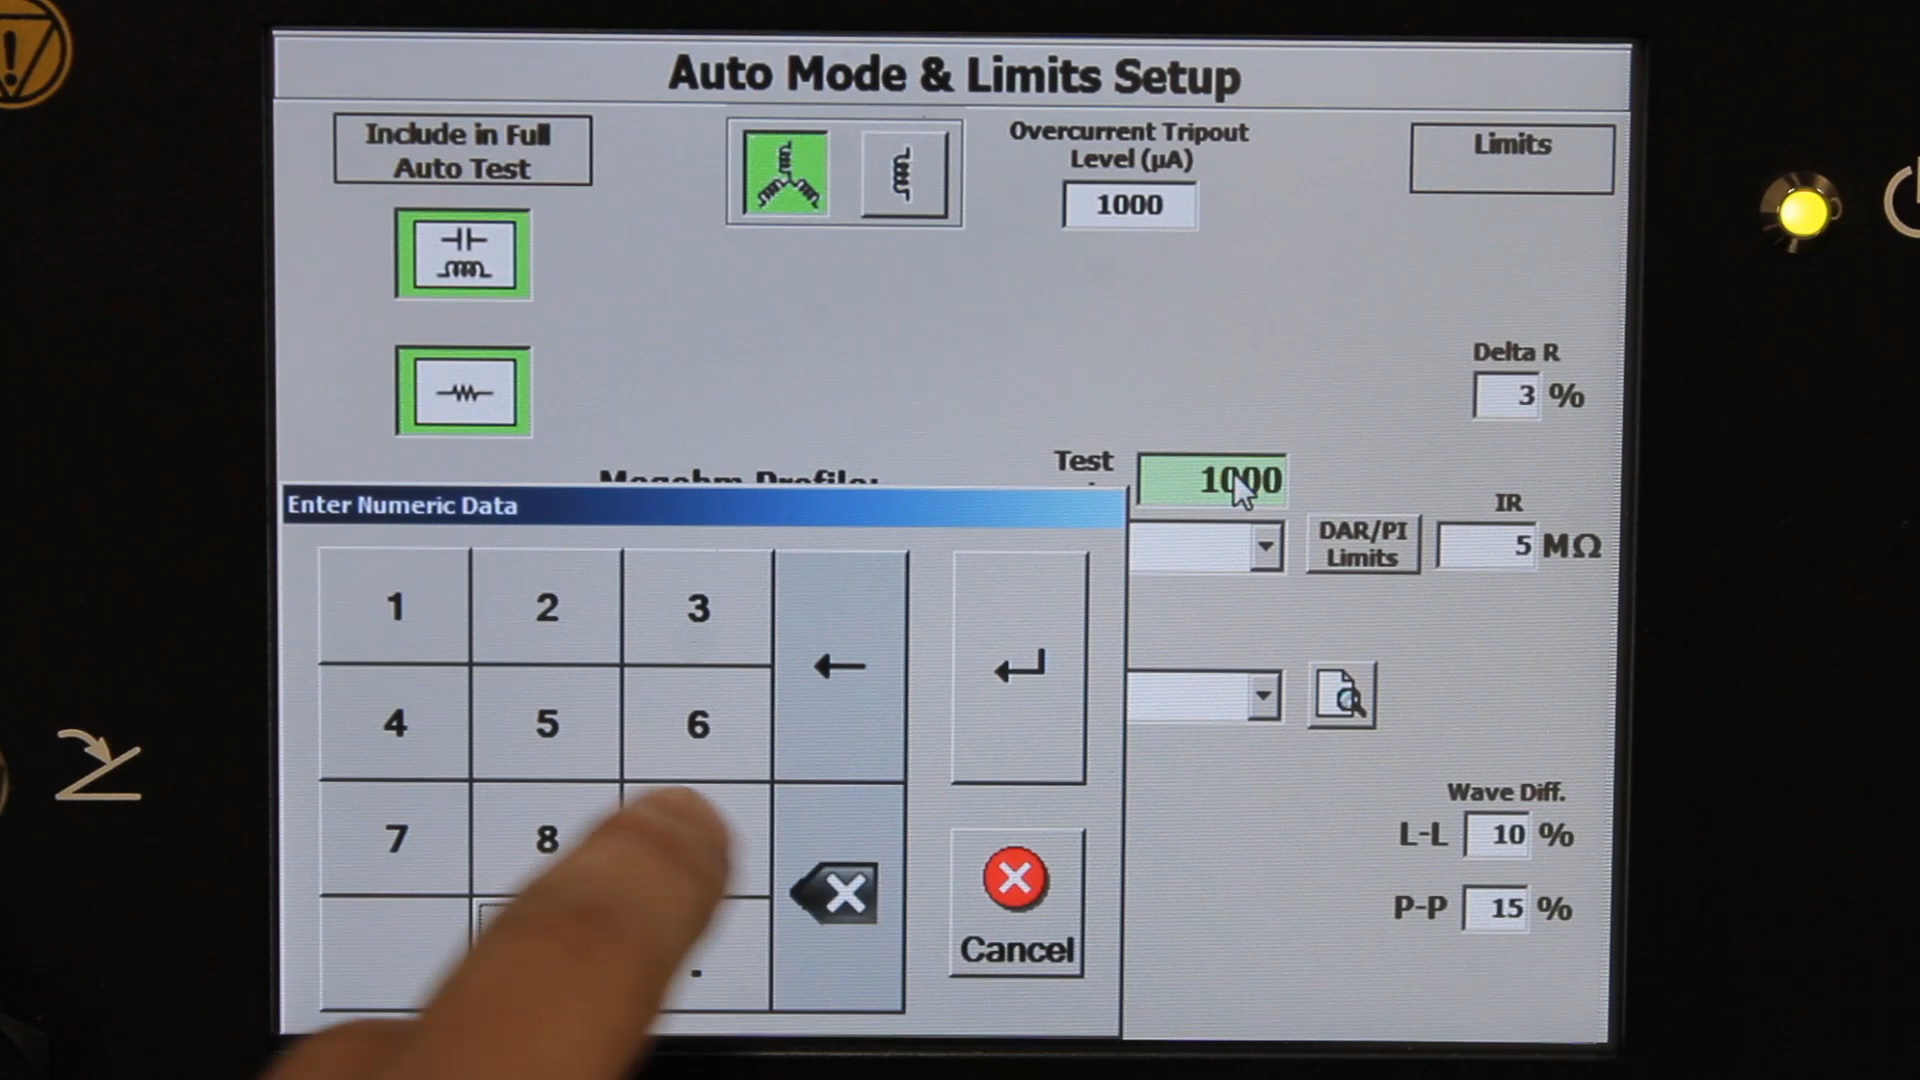 Auto Mode & Limits Setup
Include in Full
Auto Test
Overcurrent Tripout
Level (µA)
1000
Limits
Delta R
3 %
Megohm Profile:
Test
1000
IR
DAR/PI
Limits
5 MΩ
Enter Numeric Data
1 2 3
4 5 6
7 8
.
Cancel
Wave Diff.
L-L 10 %
P-P 15 %